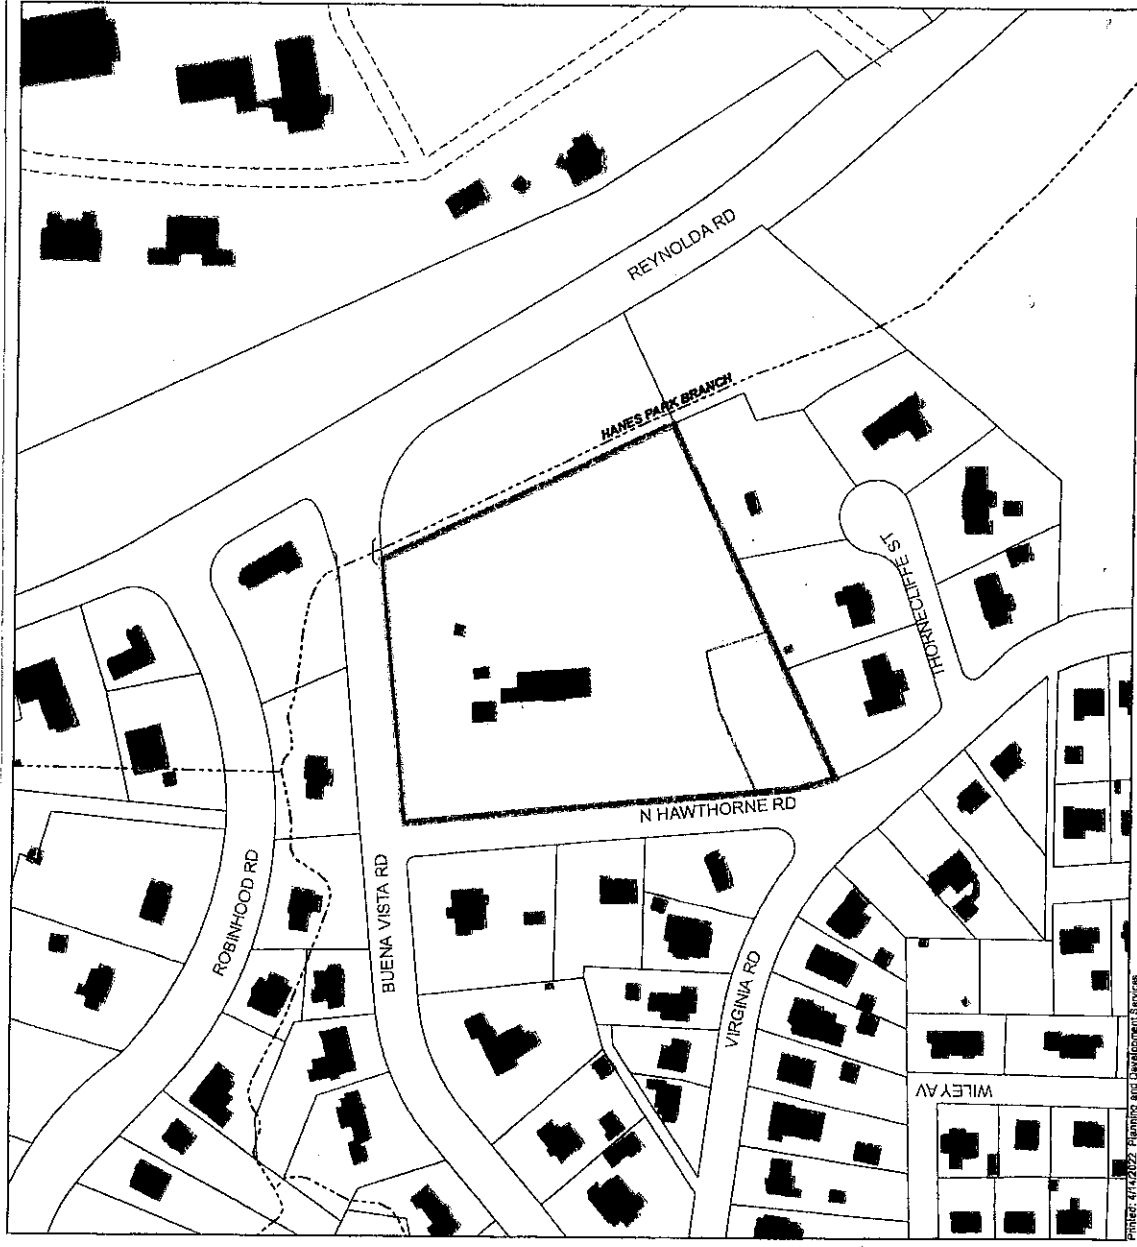 REYNOLDA RD
HANES PARK BRANCH
THORNECLIFFE ST
N HAWTHORNE RD
ROBINHOOD RD
BUENA VISTA RD
VIRGINIA RD
WILEY AV
Printed: 4/14/2022 Planning and Development Services